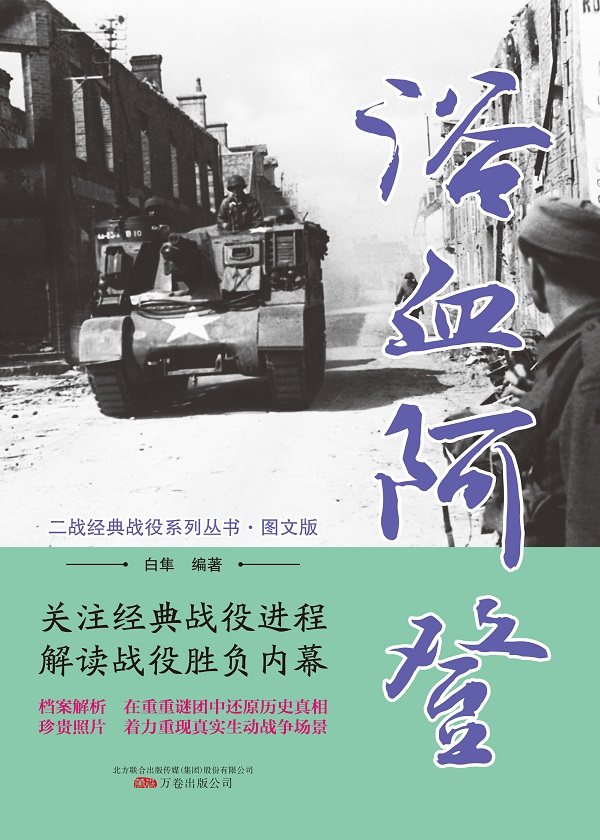 浴血阿登
二战经典战役系列丛书·图文版
白隼 编著
关注经典战役进程
解读战役胜负内幕
档案解析 在重重谜团中还原历史真相
珍贵照片 着力重现真实生动战争场景
北方联合出版传媒(集团)股份有限公司
万卷出版公司